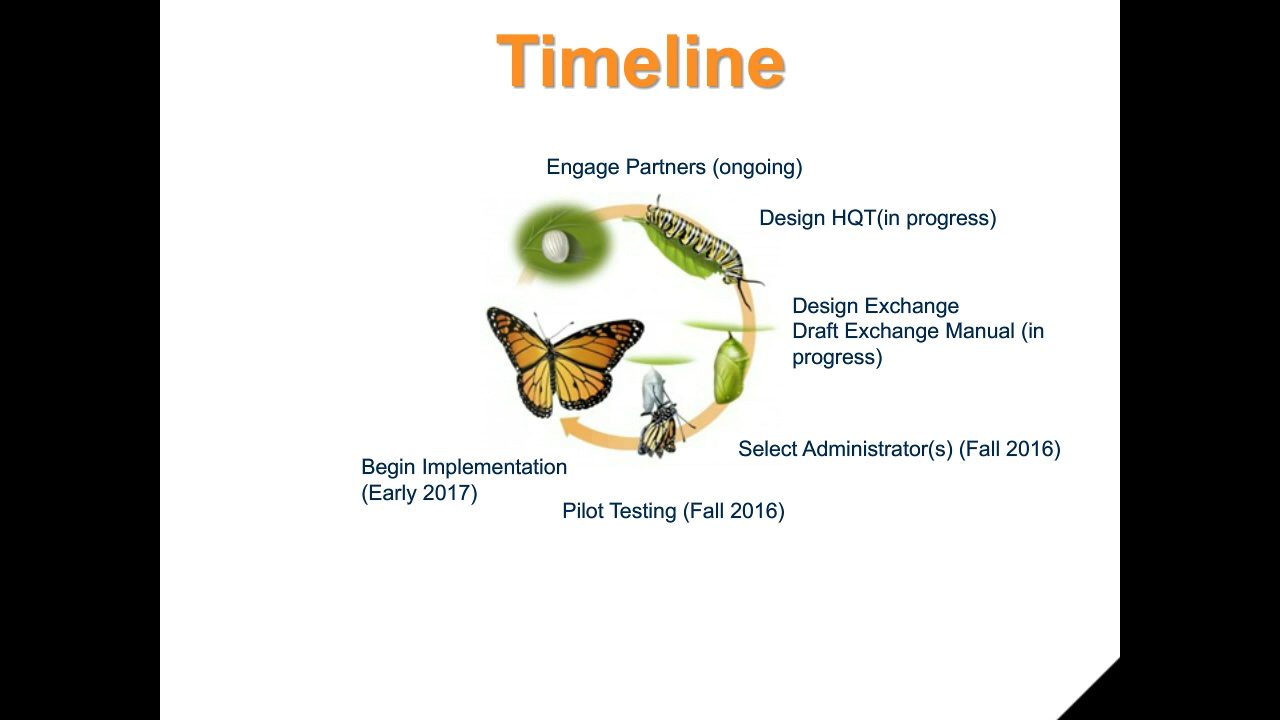 Timeline
Engage Partners (ongoing)
Design HQT(in progress)
Design Exchange
Draft Exchange Manual (in
progress)
Select Administrator(s) (Fall 2016)
Begin Implementation
(Early 2017)
Pilot Testing (Fall 2016)